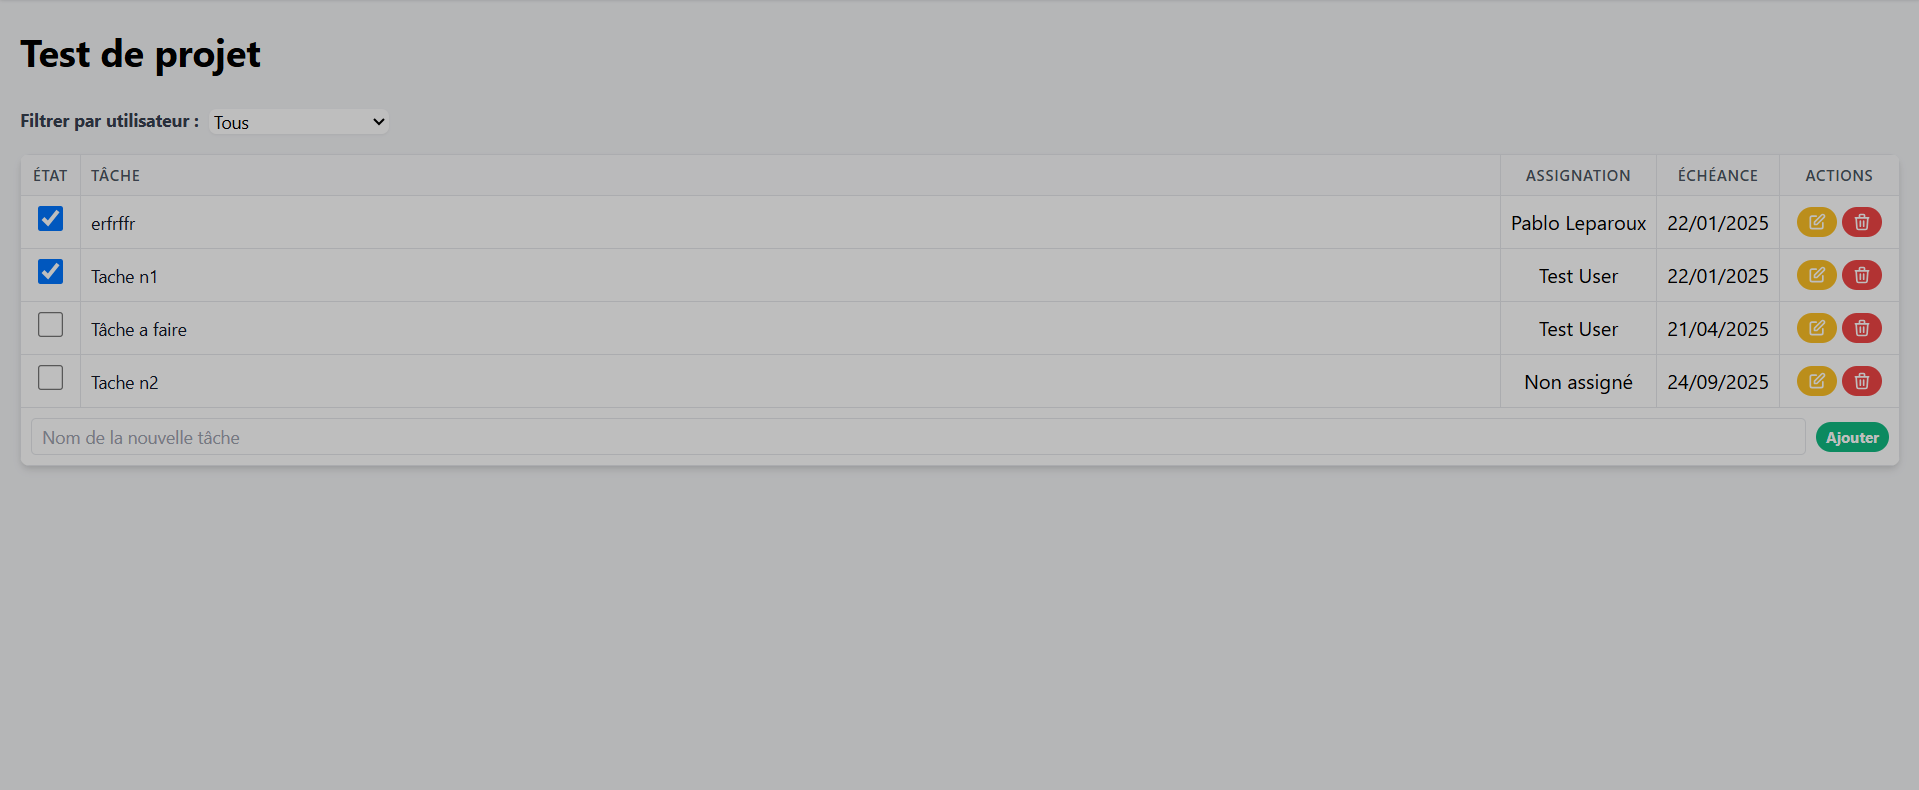 Test de projet
Filtrer par utilisateur : Tous
ÉTAT TÂCHE ASSIGNATION ÉCHÉANCE ACTIONS
erfrffr Pablo Leparoux 22/01/2025
Tache n1 Test User 22/01/2025
Tâche a faire Test User 21/04/2025
Tache n2 Non assigné 24/09/2025
Nom de la nouvelle tâche Ajouter